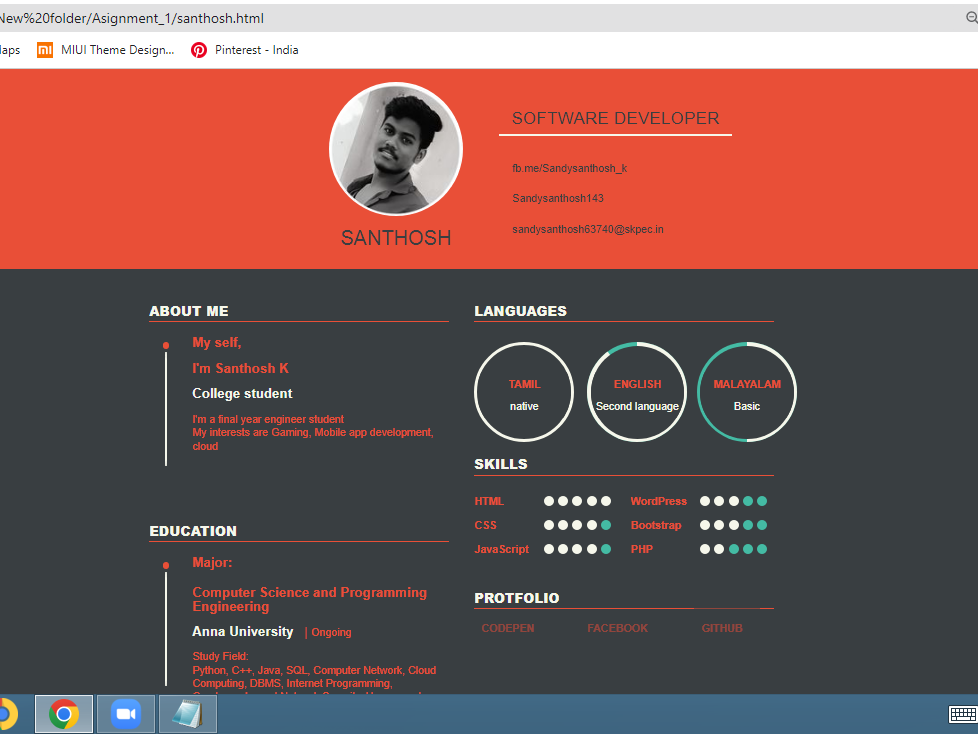 New%20folder/Asignment_1/santhosh.html
MIUI Theme Design...
Pinterest - India
SOFTWARE DEVELOPER
fb.me/Sandysanthosh_k
Sandysanthosh143
sandysanthosh63740@skpec.in
SANTHOSH
ABOUT ME
My self,
I'm Santhosh K
College student
I'm a final year engineer student
My interests are Gaming, Mobile app development,
cloud
EDUCATION
Major:
Computer Science and Programming
Engineering
Anna University | Ongoing
Study Field:
Python, C++, Java, SQL, Computer Network, Cloud
Computing, DBMS, Internet Programming,
LANGUAGES
TAMIL
native
ENGLISH
Second language
MALAYALAM
Basic
SKILLS
HTML
WordPress
CSS
Bootstrap
JavaScript
PHP
PROTFOLIO
CODEPEN
FACEBOOK
GITHUB